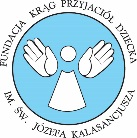 FUNDACJA KRĄG PRZYJACIÓŁ DZIECKA
IM. ŚW. JÓZEFA KALASANCJUSZA